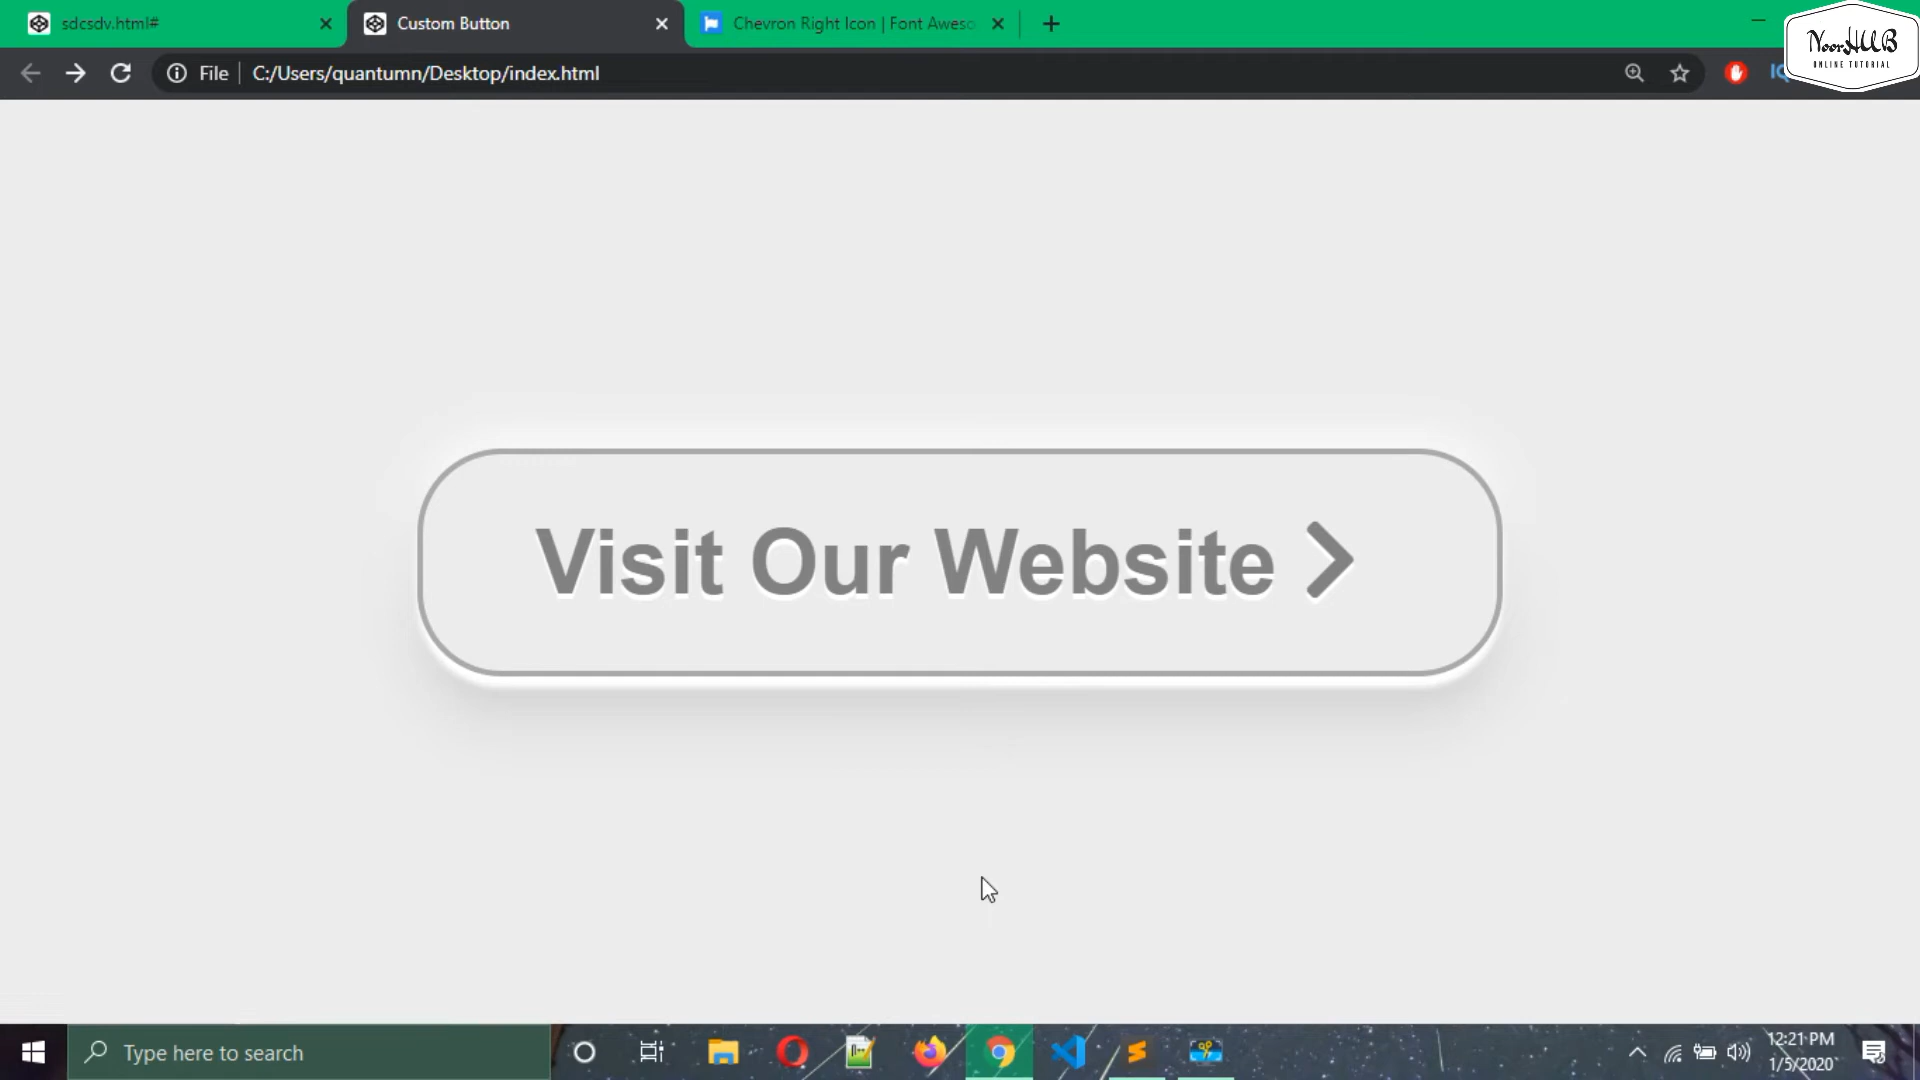 sdcsdv.html#
Custom Button
Chevron Right Icon | Font Aweso
File
C:/Users/quantumn/Desktop/index.html
NoorHUB
ONLINE TUTORIAL
Visit Our Website
Type here to search
12:21 PM
1/5/2020